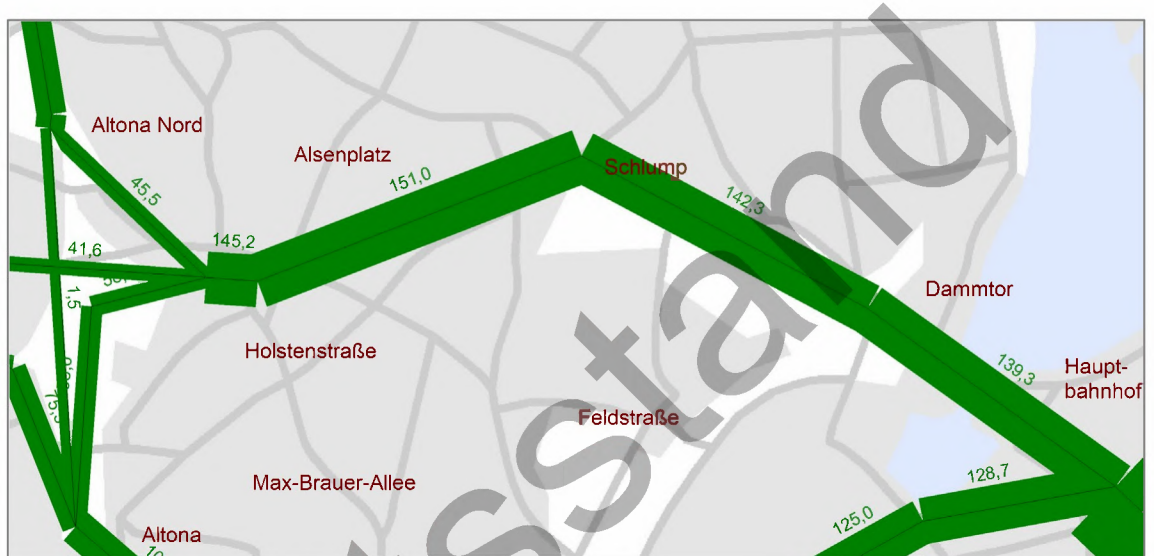 Altona Nord
Alsenplatz
Schlump
151,0
142,3
45,5
145,2
41,6
1,5
Dammtor
Holstenstraße
139,3
Haupt-
bahnhof
Feldstraße
Max-Brauer-Allee
128,7
125,0
Altona
sstand